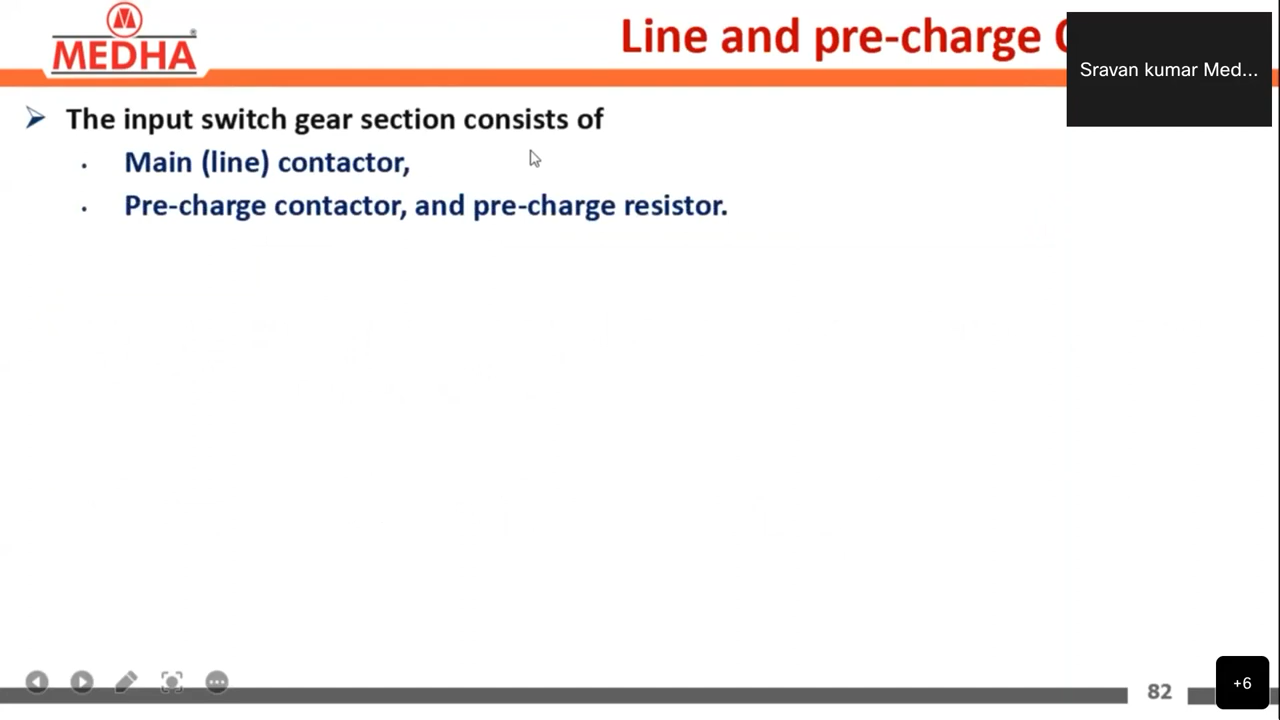 MEDHA
Line and pre-charge
Sravan kumar Med...
The input switch gear section consists of
Main (line) contactor,
Pre-charge contactor, and pre-charge resistor.
82
+6